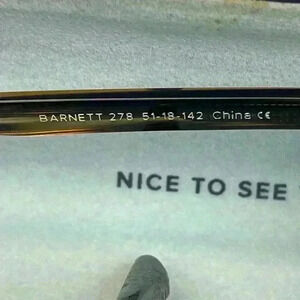 BARNETT 278 51-18-142 China CE
NICE TO SEE